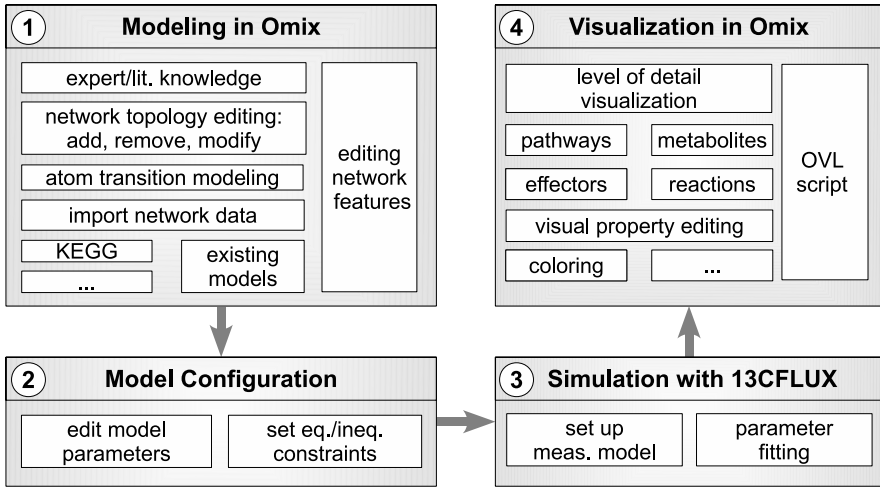 1 Modeling in Omix
expert/lit. knowledge
network topology editing:
add, remove, modify
atom transition modeling
import network data
KEGG
...
existing
models
editing
network
features
2 Model Configuration
edit model
parameters
set eq./ineq.
constraints
3 Simulation with 13CFLUX
set up
meas. model
parameter
fitting
4 Visualization in Omix
level of detail
visualization
pathways
metabolites
effectors
reactions
visual property editing
coloring
...
OVL
script